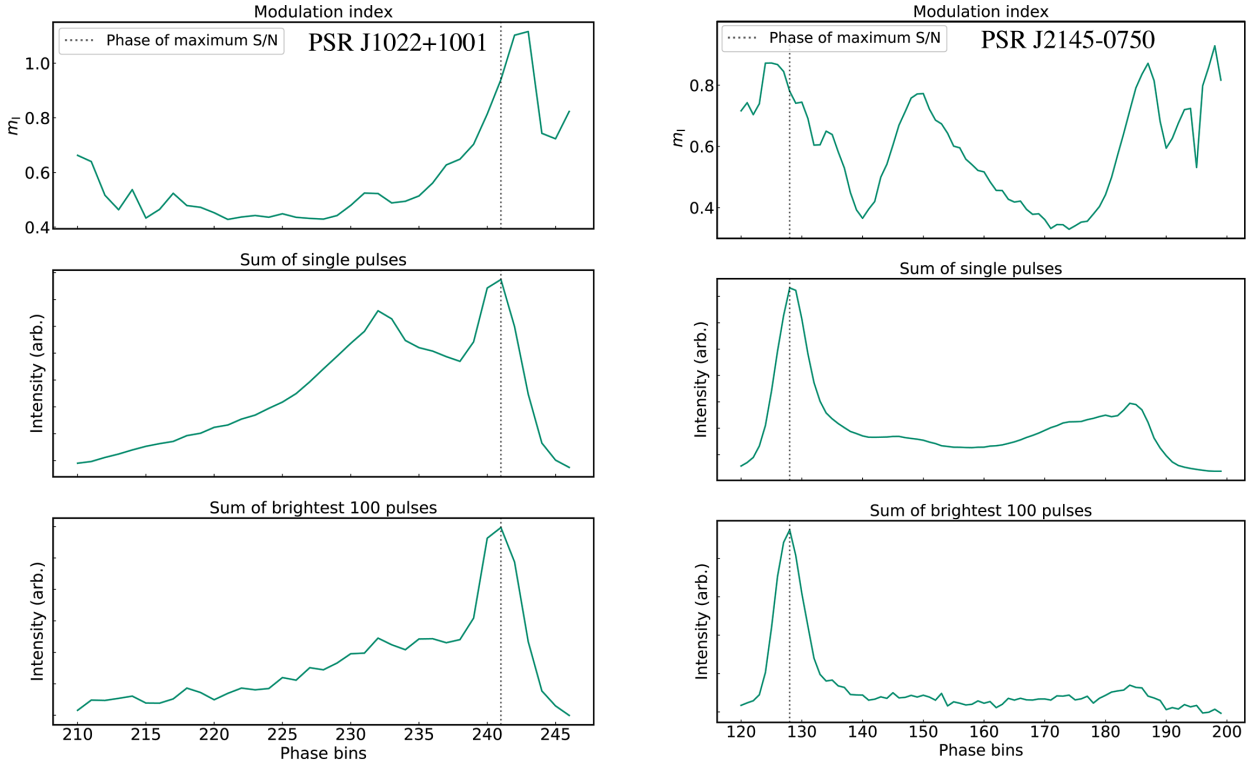 Modulation index
Phase of maximum S/N
PSR J1022+1001
1.0
0.8
0.6
0.4
mI
Sum of single pulses
Intensity (arb.)
Sum of brightest 100 pulses
Intensity (arb.)
210 215 220 225 230 235 240 245
Phase bins
Modulation index
Phase of maximum S/N
PSR J2145-0750
0.8
0.6
0.4
mI
Sum of single pulses
Intensity (arb.)
Sum of brightest 100 pulses
Intensity (arb.)
120 130 140 150 160 170 180 190 200
Phase bins